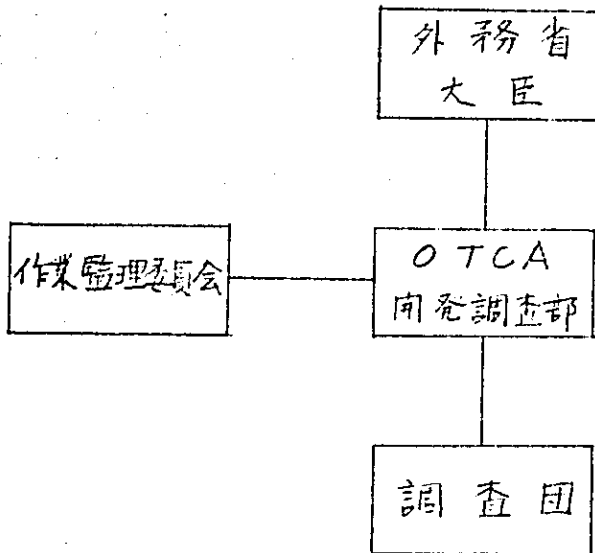 外務省
大臣
作業監理委員会
OTCA
開発調査部
調査団